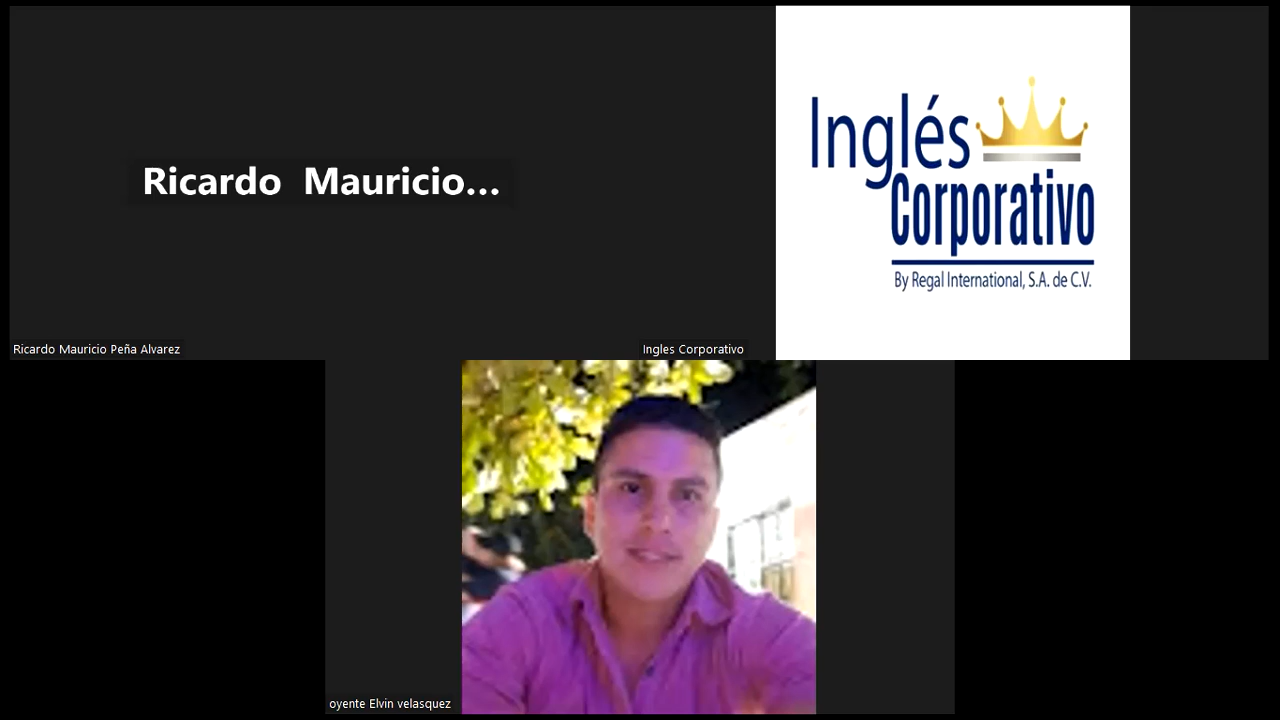 Ricardo Mauricio...
Inglés
Corporativo
By Regal International, S.A. de C.V.
Ricardo Mauricio Peña Alvarez
Ingles Corporativo
oyente Elvin velasquez